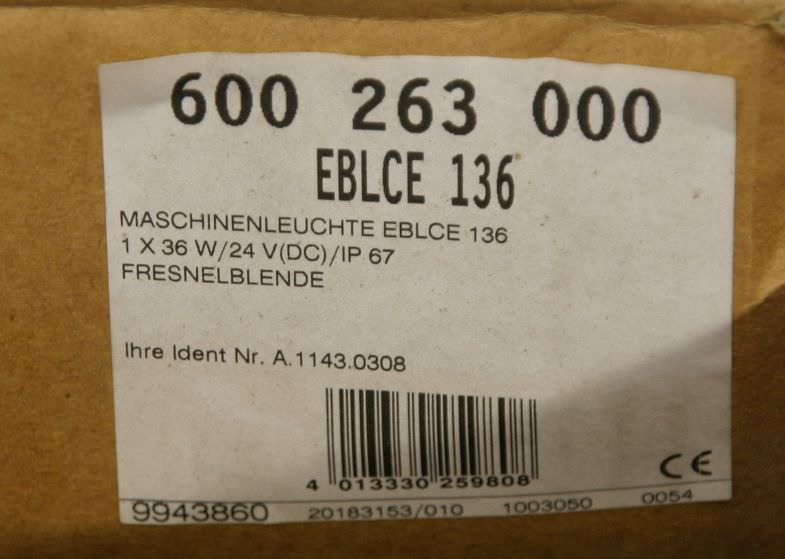 600 263 000
EBLCE 136
MASCHINENLEUCHTE EBLCE 136
1 X 36 W/24 V(DC)/IP 67
FRESNELBLENDE
Ihre Ident Nr. A.1143.0308
4 013330 259808
CE
9943860 20183153/010 1003050 0054